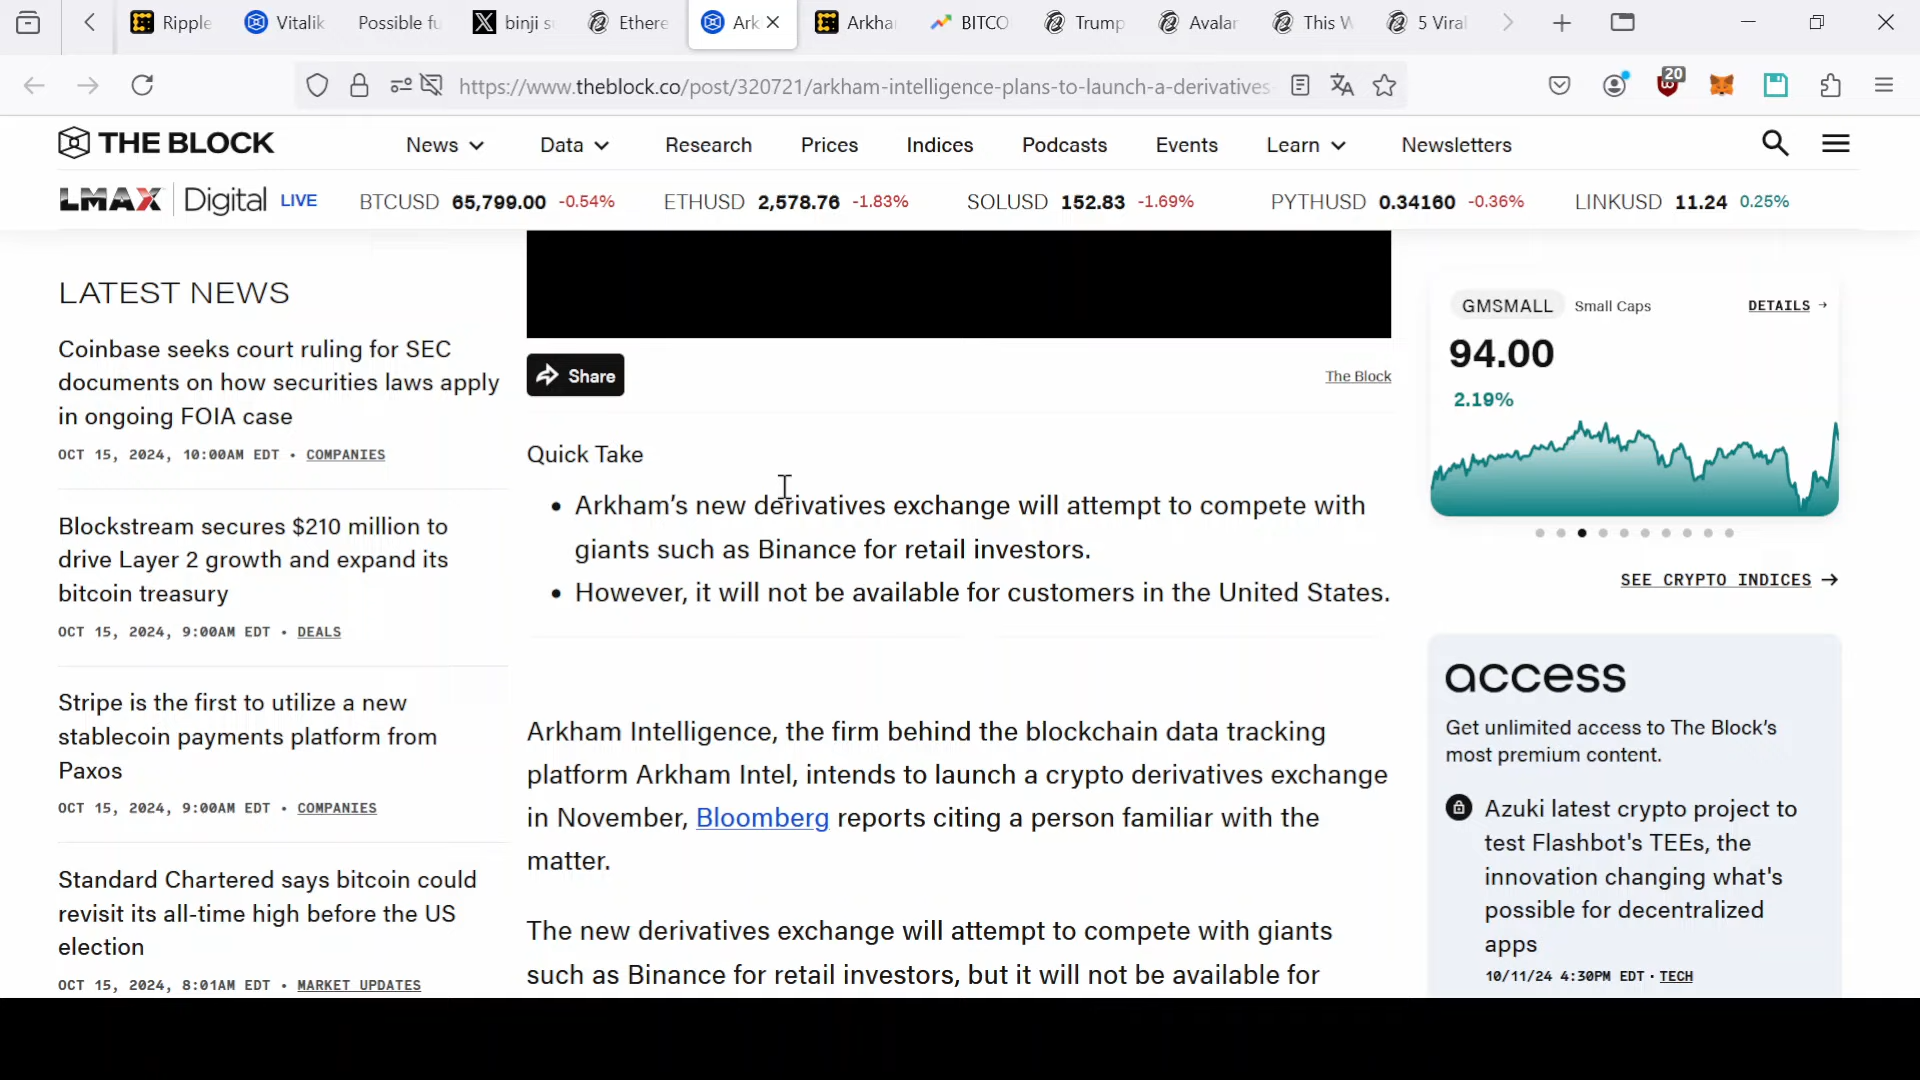 Ripple
Vitalik
Possible fu
binji s
Ethere
Ark
Arkha
BITCO
Trump
Avalar
This W
5 Viral
https://www.theblock.co/post/320721/arkham-intelligence-plans-to-launch-a-derivatives-
20
THE BLOCK
News
Data
Research
Prices
Indices
Podcasts
Events
Learn
Newsletters
LMAX Digital LIVE
BTCUSD 65,799.00 -0.54%
ETHUSD 2,578.76 -1.83%
SOLUSD 152.83 -1.69%
PYTHUSD 0.34160 -0.36%
LINKUSD 11.24 0.25%
LATEST NEWS
Coinbase seeks court ruling for SEC
documents on how securities laws apply
in ongoing FOIA case
OCT 15, 2024, 10:00AM EDT • COMPANIES
Blockstream secures $210 million to
drive Layer 2 growth and expand its
bitcoin treasury
OCT 15, 2024, 9:00AM EDT • DEALS
Stripe is the first to utilize a new
stablecoin payments platform from
Paxos
OCT 15, 2024, 9:00AM EDT • COMPANIES
Standard Chartered says bitcoin could
revisit its all-time high before the US
election
OCT 15, 2024, 8:01AM EDT • MARKET UPDATES
Share
The Block
Quick Take
• Arkham’s new derivatives exchange will attempt to compete with
giants such as Binance for retail investors.
• However, it will not be available for customers in the United States.
Arkham Intelligence, the firm behind the blockchain data tracking
platform Arkham Intel, intends to launch a crypto derivatives exchange
in November, Bloomberg reports citing a person familiar with the
matter.
The new derivatives exchange will attempt to compete with giants
such as Binance for retail investors, but it will not be available for
GMSMALL Small Caps DETAILS →
94.00
2.19%
SEE CRYPTO INDICES →
access
Get unlimited access to The Block’s
most premium content.
Azuki latest crypto project to
test Flashbot's TEEs, the
innovation changing what's
possible for decentralized
apps
10/11/24 4:30PM EDT • TECH